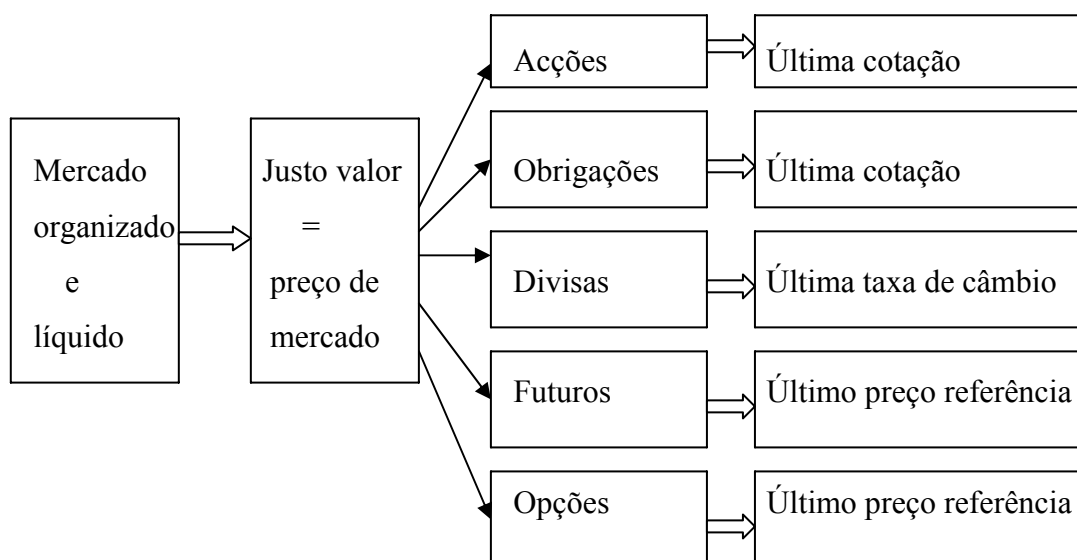 Mercado
organizado
e
líquido
Justo valor
=
preço de
mercado
Acções
Última cotação
Obrigações
Última cotação
Divisas
Última taxa de câmbio
Futuros
Último preço referência
Opções
Último preço referência